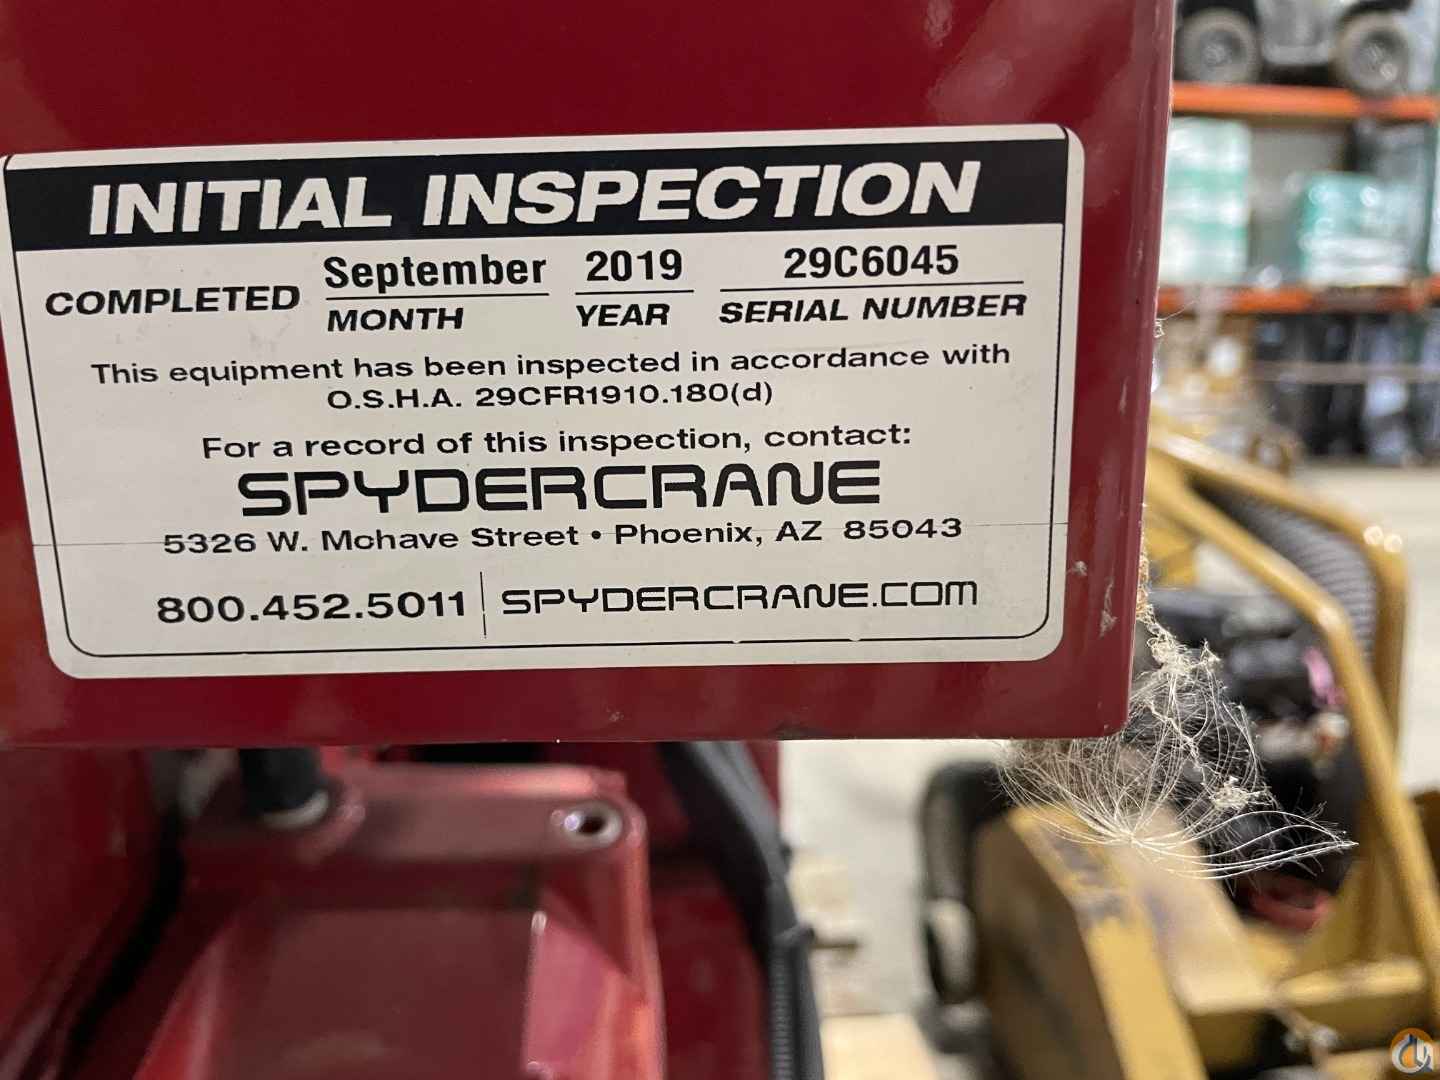 INITIAL INSPECTION
COMPLETED September 2019 29C6045
MONTH YEAR SERIAL NUMBER
This equipment has been inspected in accordance with
O.S.H.A. 29CFR1910.180(d)
For a record of this inspection, contact:
SPYDERCRANE
5326 W. Mohave Street • Phoenix, AZ 85043
800.452.5011 | SPYDERCRANE.COM